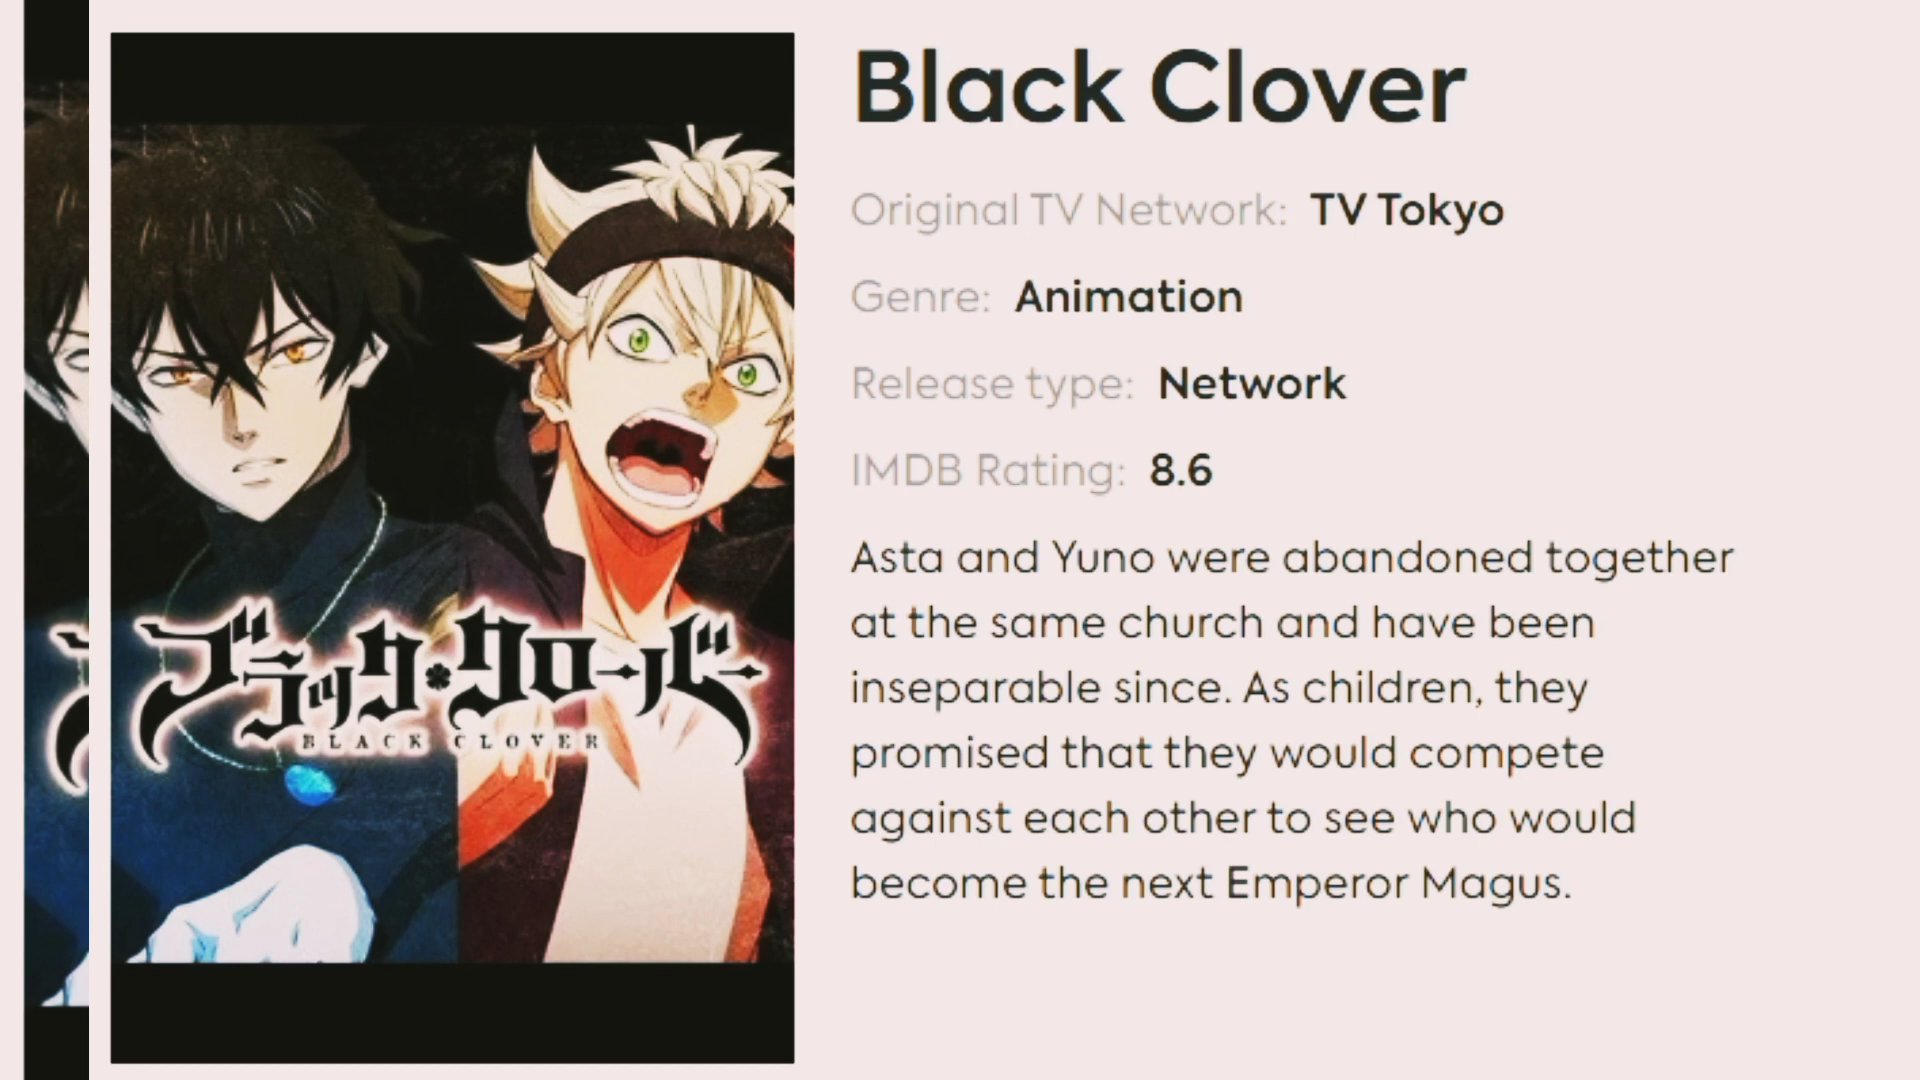 Black Clover
Original TV Network: TV Tokyo
Genre: Animation
Release type: Network
IMDB Rating: 8.6
Asta and Yuno were abandoned together
at the same church and have been
inseparable since. As children, they
promised that they would compete
against each other to see who would
become the next Emperor Magus.
ブラック・クローバー
BLACK CLOVER